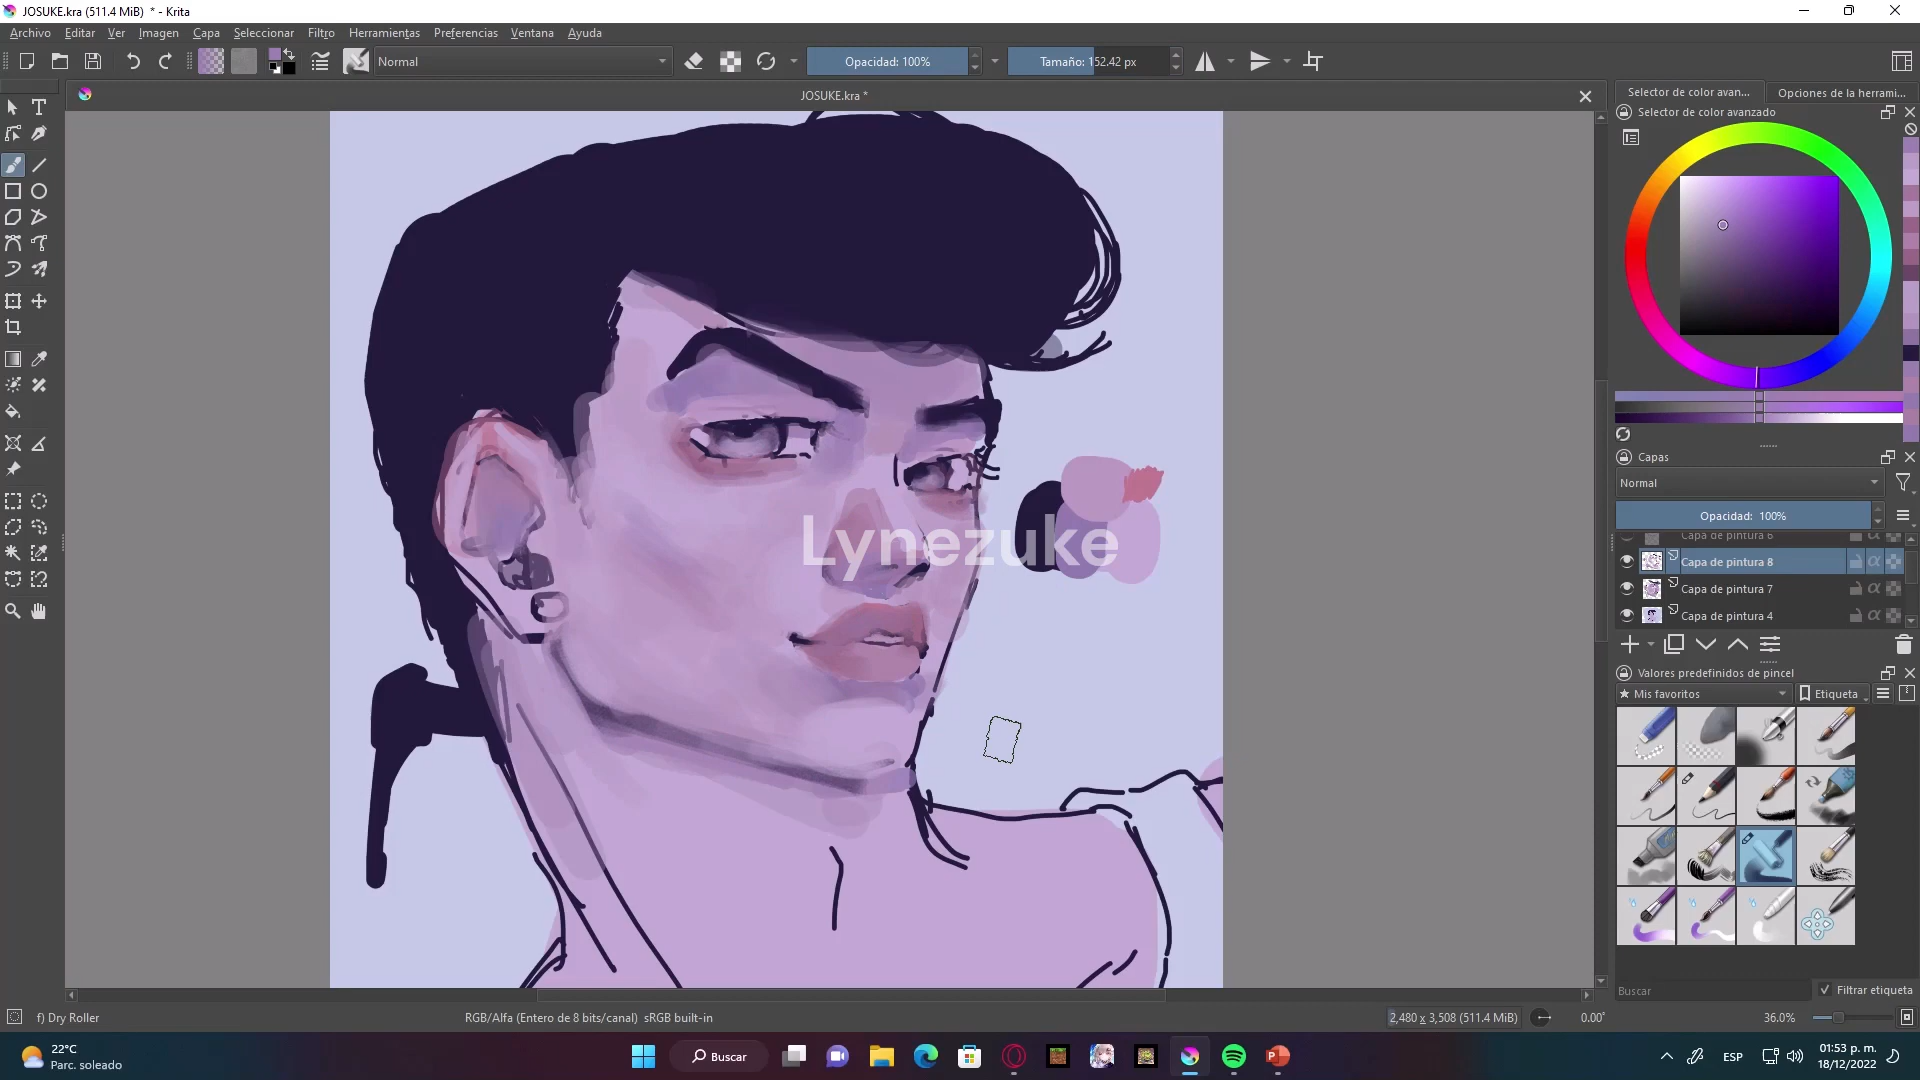 JOSUKE.kra (511.4 MiB) * - Krita
Archivo Editar Ver Imagen Capa Seleccionar Filtro Herramientas Preferencias Ventana Ayuda
Normal
Opacidad: 100%
Tamaño: 152.42 px
JOSUKE.kra *
Selector de color avan...
Opciones de la herrami...
Selector de color avanzado
Lynezuke
Capas
Normal
Opacidad: 100%
Capa de pintura 6
Capa de pintura 8
Capa de pintura 7
Capa de pintura 4
Valores predefinidos de pincel
Mis favoritos
Etiqueta
Buscar
Filtrar etiqueta
f) Dry Roller
RGB/Alfa (Entero de 8 bits/canal) sRGB built-in
2,480 x 3,508 (511.4 MiB)
0.00°
36.0%
22°C
Parc. soleado
Buscar
ESP
01:53 p. m.
18/12/2022